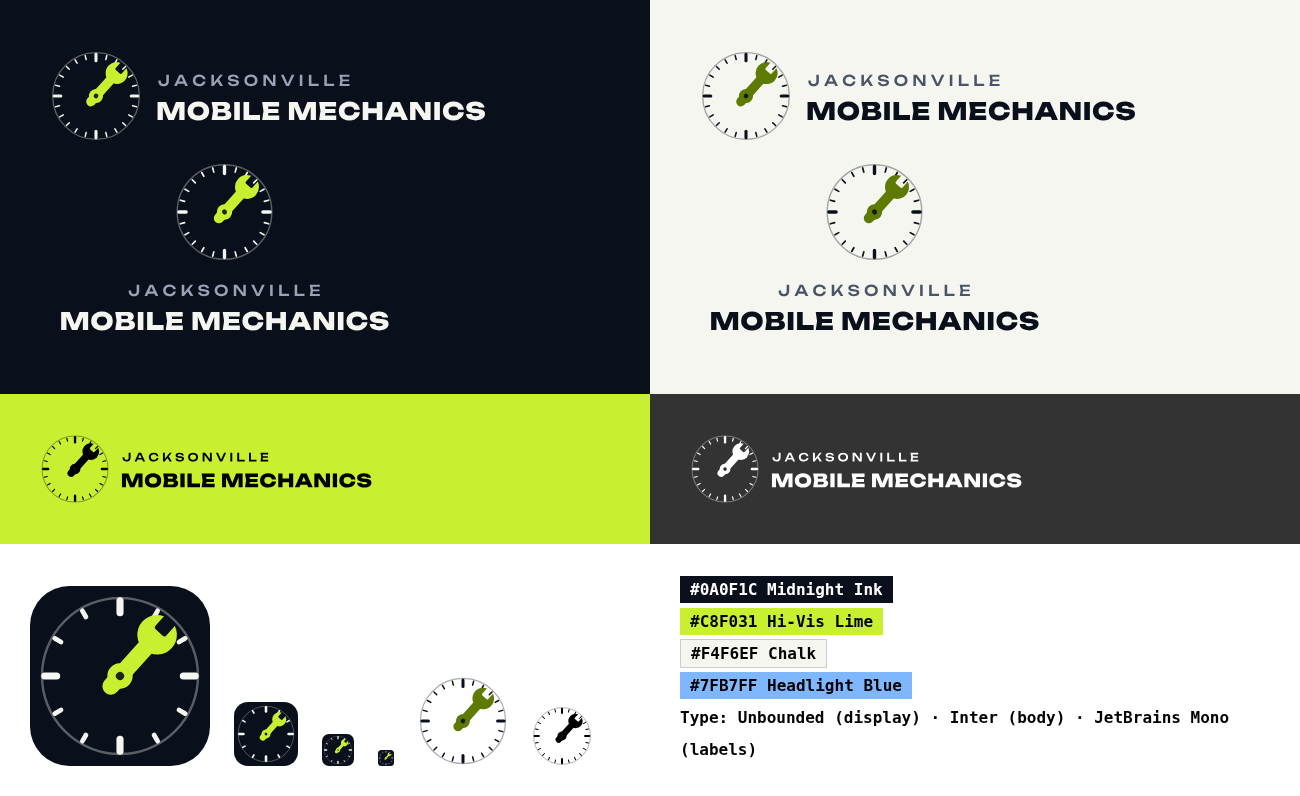 JACKSONVILLE
MOBILE MECHANICS
JACKSONVILLE
MOBILE MECHANICS
JACKSONVILLE
MOBILE MECHANICS
JACKSONVILLE
MOBILE MECHANICS
JACKSONVILLE
MOBILE MECHANICS
JACKSONVILLE
MOBILE MECHANICS
#0A0F1C Midnight Ink
#C8F031 Hi-Vis Lime
#F4F6EF Chalk
#7FB7FF Headlight Blue
Type: Unbounded (display) · Inter (body) · JetBrains Mono
(labels)